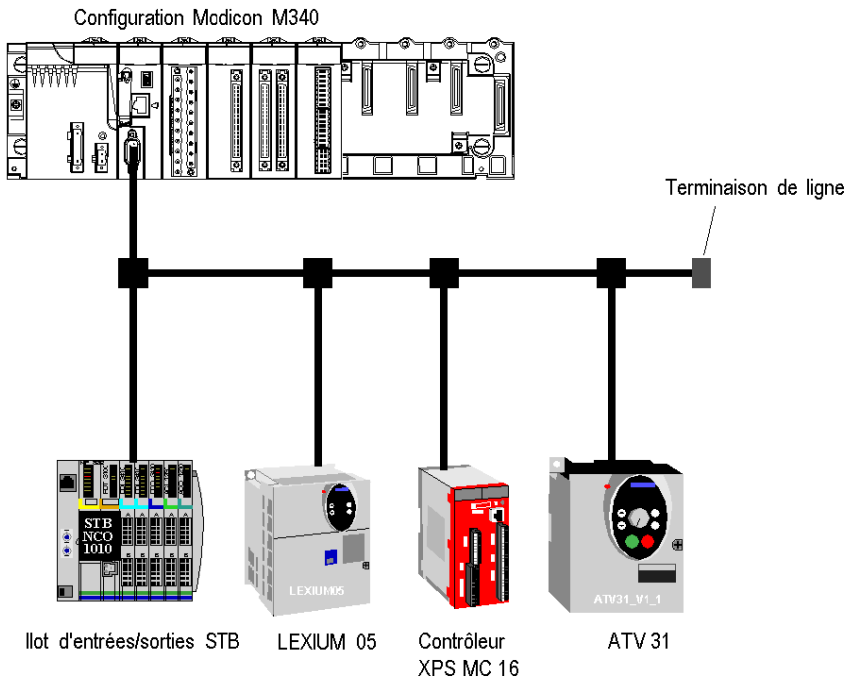 Configuration Modicon M340
Terminaison de ligne
STB
NCO
1010
LEXIUM05
ATV31_V1_1
Ilot d'entrées/sorties STB
LEXIUM 05
Contrôleur
XPS MC 16
ATV 31